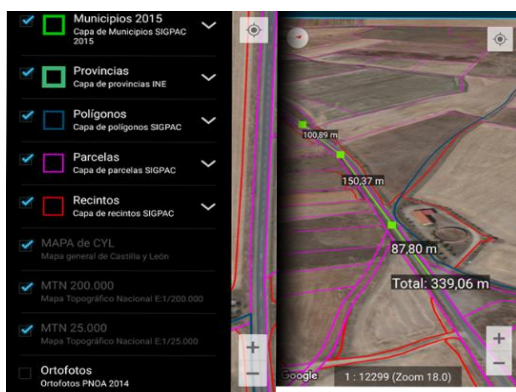 Municipios 2015
Capa de Municipios SIGPAC
2015
Provincias
Capa de provincias INE
Polígonos
Capa de polígonos SIGPAC
Parcelas
Capa de parcelas SIGPAC
Recintos
Capa de recintos SIGPAC
MAPA de CYL
Mapa general de Castilla y León
MTN 200.000
Mapa Topográfico Nacional E:1/200.000
MTN 25.000
Mapa Topográfico Nacional E:1/25.000
Ortofotos
Ortofotos PNOA 2014
+
−
100,89 m
150,37 m
87,80 m
Total: 339,06 m
Google
1 : 12299 (Zoom 18.0)
+
−